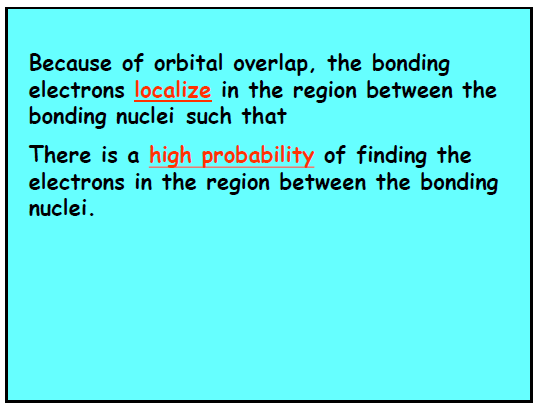 Because of orbital overlap, the bonding
electrons localize in the region between the
bonding nuclei such that
There is a high probability of finding the
electrons in the region between the bonding
nuclei.